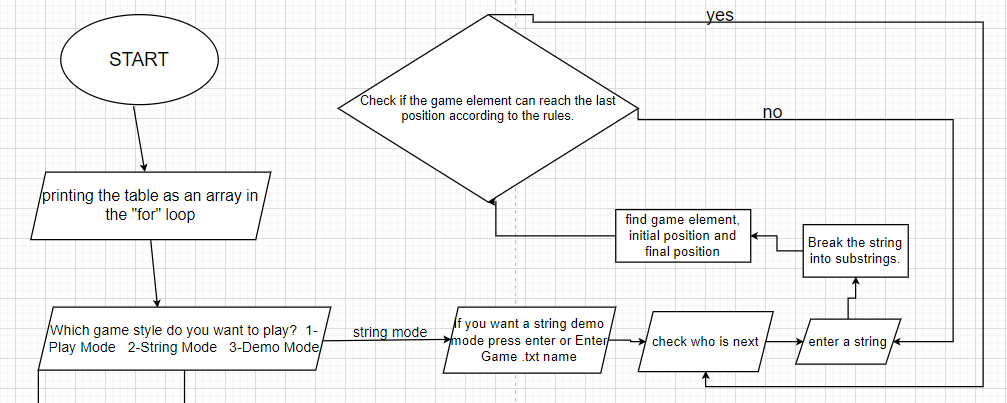 START
printing the table as an array in
the "for" loop
Which game style do you want to play? 1-
Play Mode 2-String Mode 3-Demo Mode
string mode
If you want a string demo
mode press enter or Enter
Game .txt name
check who is next
enter a string
Break the string
into substrings.
find game element,
initial position and
final position
Check if the game element can reach the last
position according to the rules.
yes
no